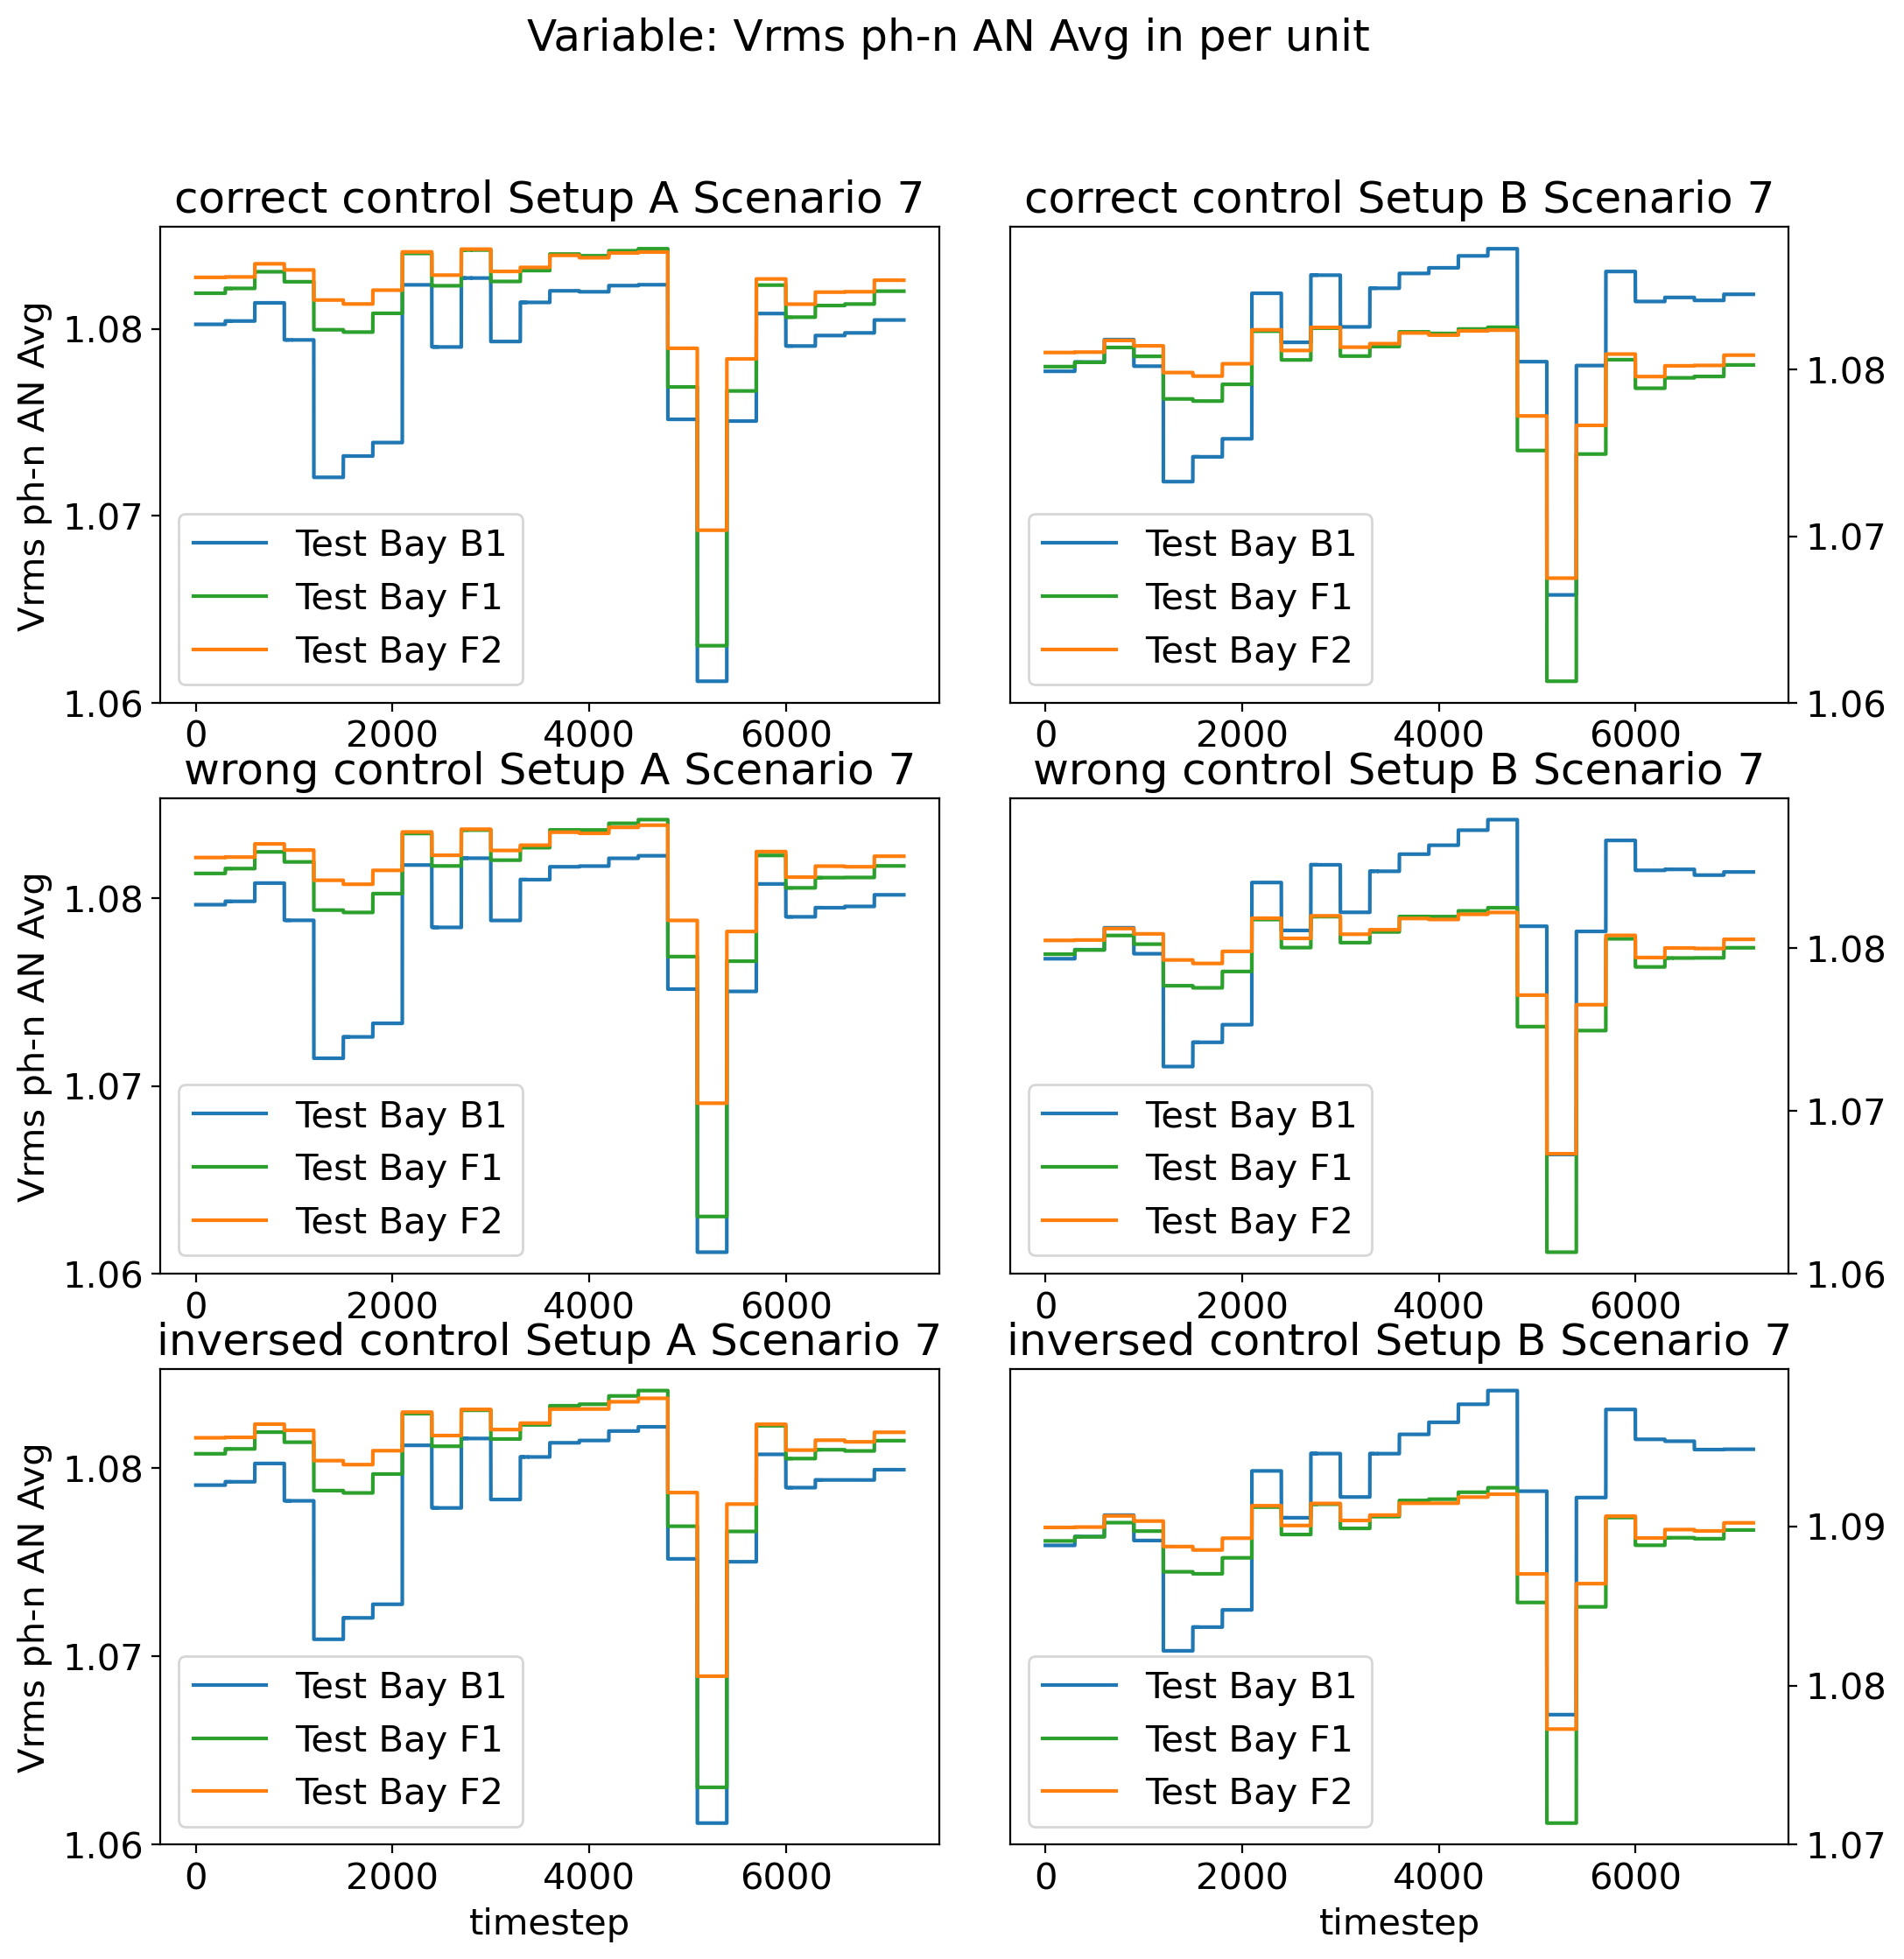 Variable: Vrms ph-n AN Avg in per unit
correct control Setup A Scenario 7
correct control Setup B Scenario 7
Vrms ph-n AN Avg
1.08
1.07
1.06
Test Bay B1
Test Bay F1
Test Bay F2
0 2000 4000 6000
Test Bay B1
Test Bay F1
Test Bay F2
0 2000 4000 6000
1.08
1.07
1.06
wrong control Setup A Scenario 7
wrong control Setup B Scenario 7
Vrms ph-n AN Avg
1.08
1.07
1.06
Test Bay B1
Test Bay F1
Test Bay F2
0 2000 4000 6000
Test Bay B1
Test Bay F1
Test Bay F2
0 2000 4000 6000
1.08
1.07
1.06
inversed control Setup A Scenario 7
inversed control Setup B Scenario 7
Vrms ph-n AN Avg
1.08
1.07
1.06
Test Bay B1
Test Bay F1
Test Bay F2
0 2000 4000 6000
timestep
Test Bay B1
Test Bay F1
Test Bay F2
0 2000 4000 6000
timestep
1.09
1.08
1.07